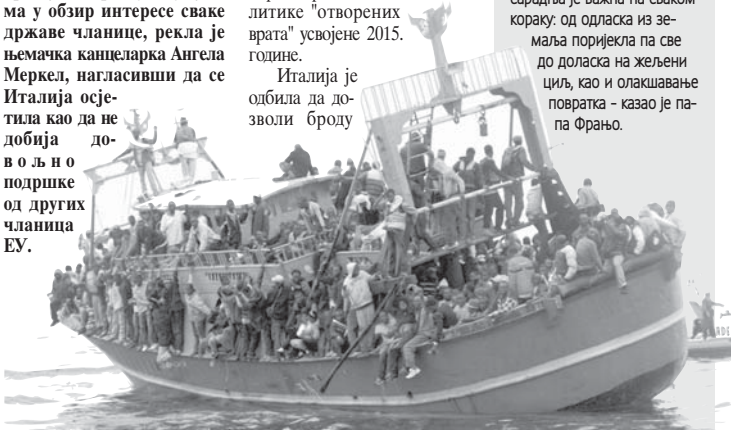 ма у обзир интересе сваке
државе чланице, рекла је
њемачка канцеларка Ангела
Меркел, нагласивши да се
Италија осје-
тила као да не
добија до-
вољно
подршке
од других
чланица
ЕУ.
литике "отворених
врата" усвојене 2015.
године.
Италија је
одбила да до-
зволи броду
сарадња је важна на сваком
кораку: од одласка из зе-
маља поријекла па све
до доласка на жељени
циљ, као и олакшавање
повратка - казао је па-
па Фрањо.